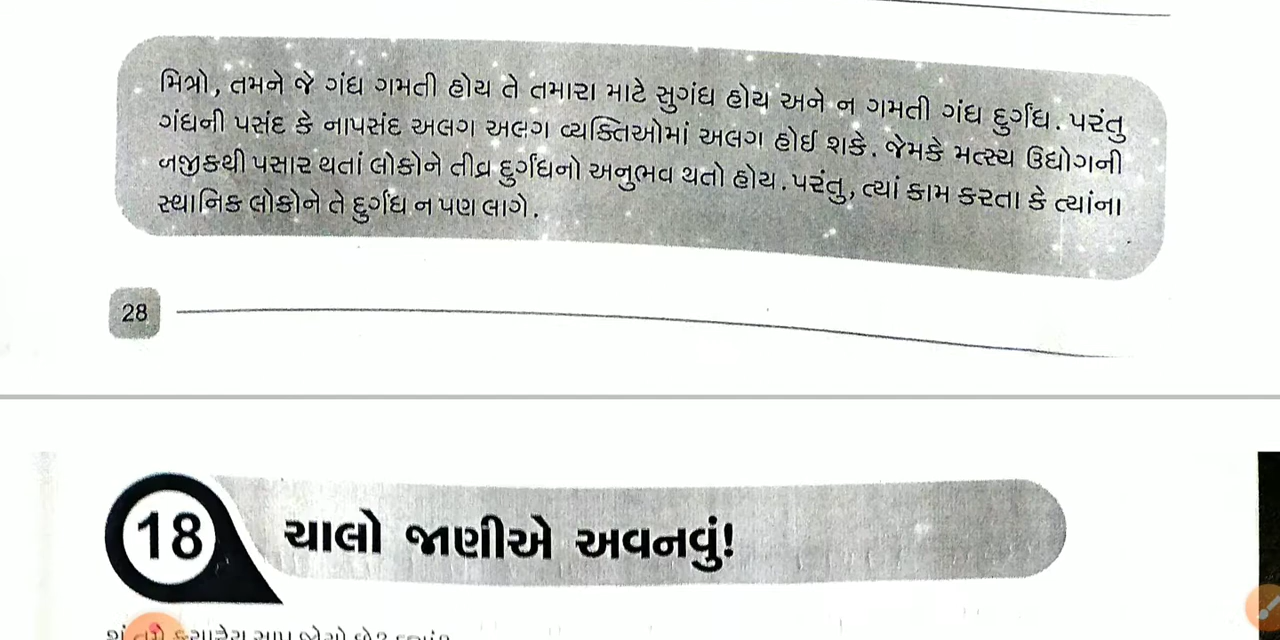 મિત્રો, તમને જે ગંધ ગમતી હોય તે તમારા માટે સુગંધ હોય અને ન ગમતી ગંધ દુર્ગંધ. પરંતુ
ગંધની પસંદ કે નાપસંદ અલગ અલગ વ્યક્તિઓમાં અલગ હોઈ શકે. જેમકે મત્સ્ય ઉદ્યોગની
નજીકથી પસાર થતાં લોકોને તીવ્ર દુર્ગંધનો અનુભવ થતો હોય. પરંતુ, ત્યાં કામ કરતા કે ત્યાંના
સ્થાનિક લોકોને તે દુર્ગંધ ન પણ લાગે.
28
18
ચાલો જાણીએ અવનવું!